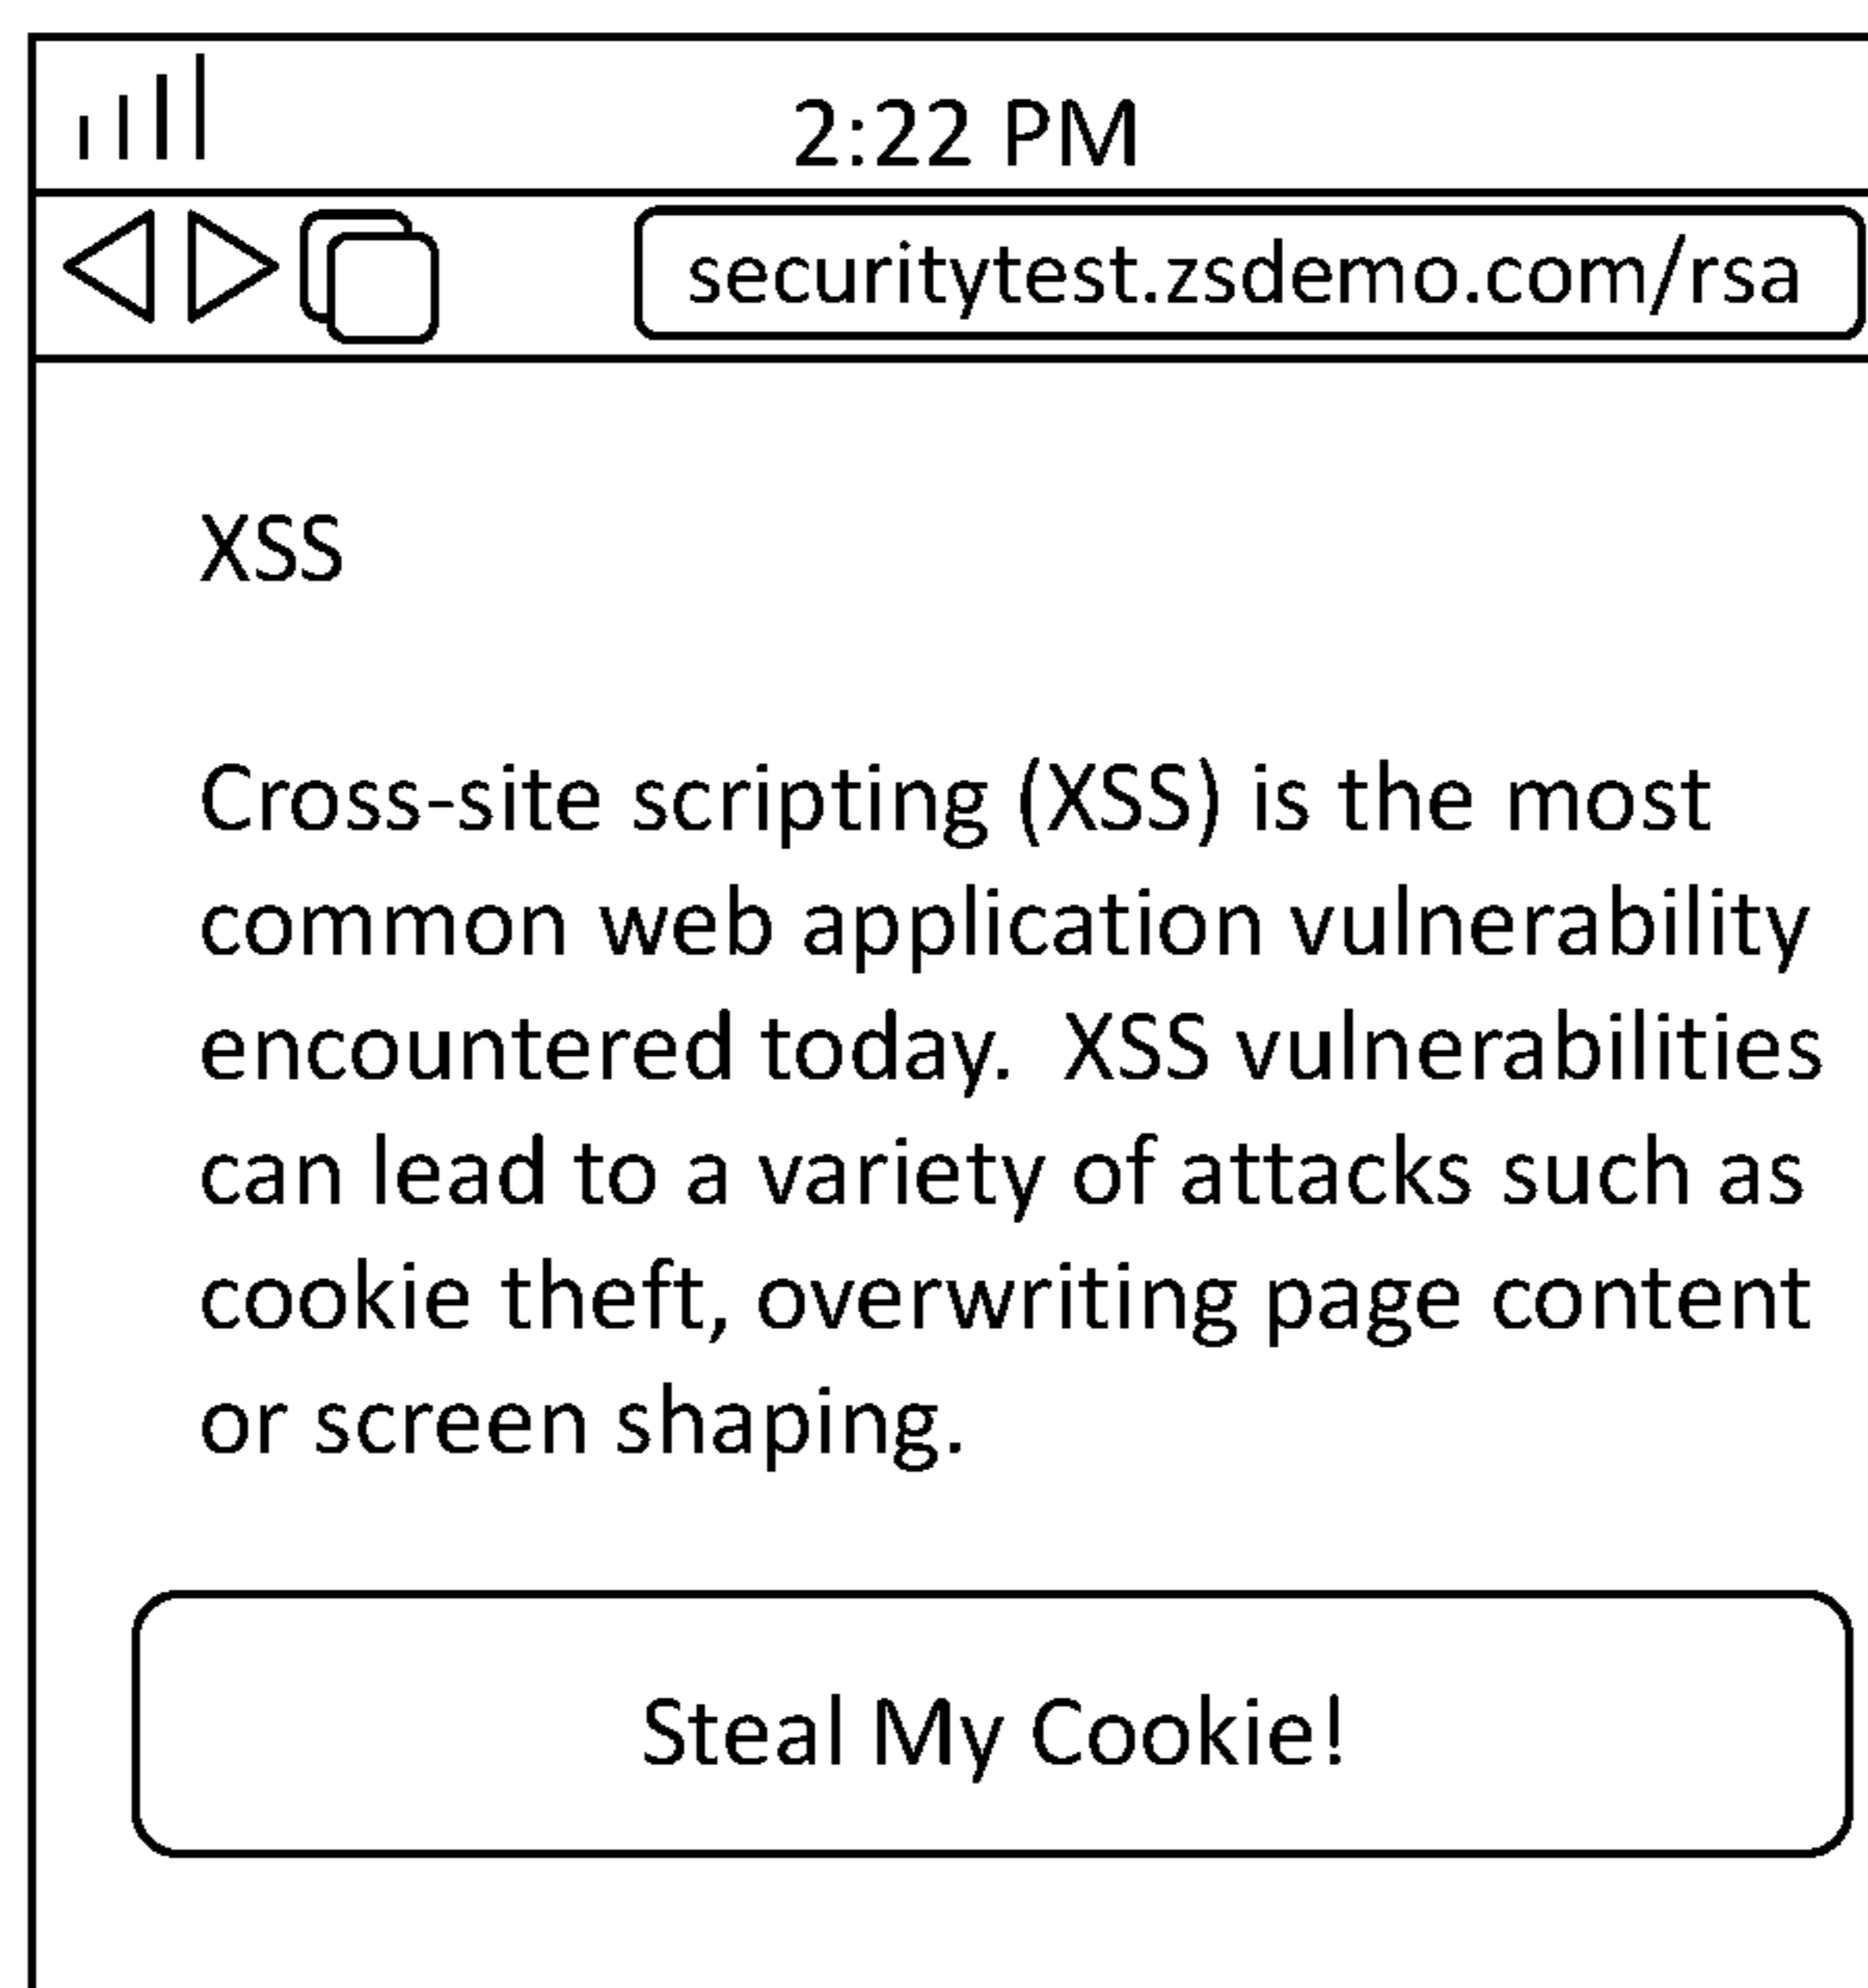 2:22 PM
securitytest.zsdemo.com/rsa
XSS
Cross-site scripting (XSS) is the most
common web application vulnerability
encountered today.  XSS vulnerabilities
can lead to a variety of attacks such as
cookie theft, overwriting page content
or screen shaping.
Steal My Cookie!